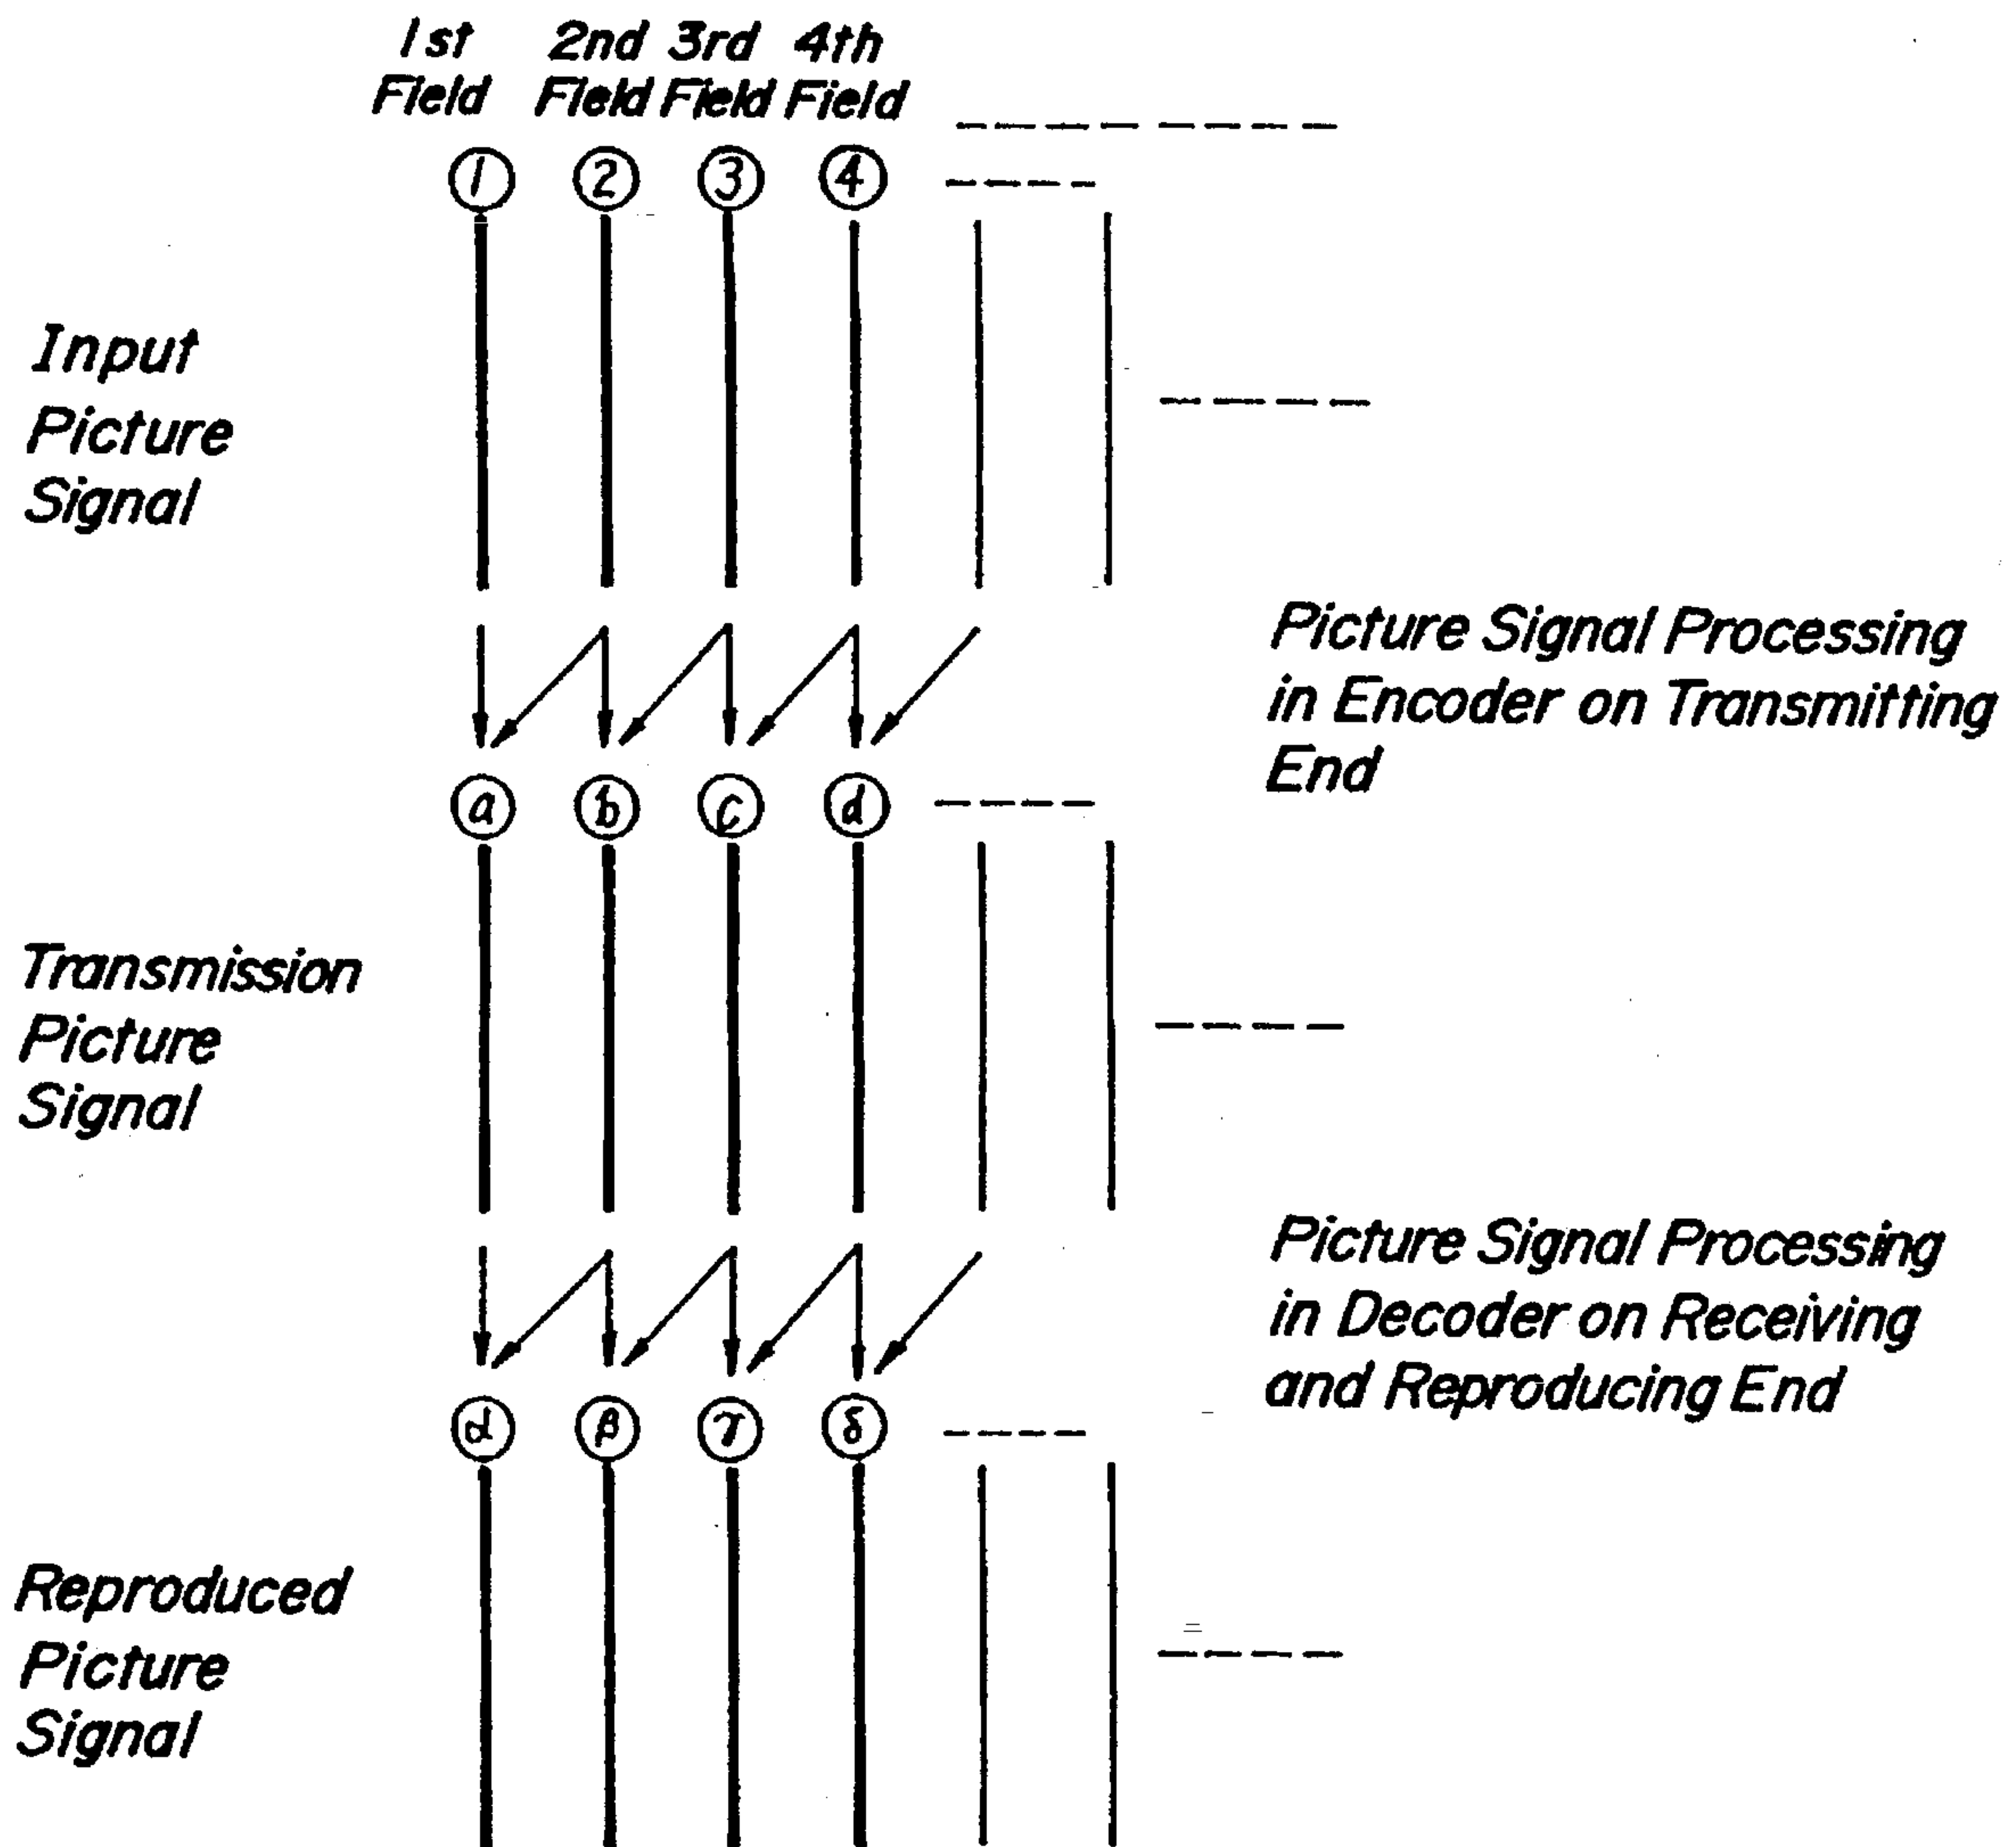 1st 2nd 3rd 4th
Field Field Field Field
① ② ③ ④
Input
Picture
Signal
Picture Signal Processing
in Encoder on Transmitting
End
ⓐ ⓑ ⓒ ⓓ
Transmission
Picture
Signal
Picture Signal Processing
in Decoder on Receiving
and Reproducing End
α β γ δ
Reproduced
Picture
Signal